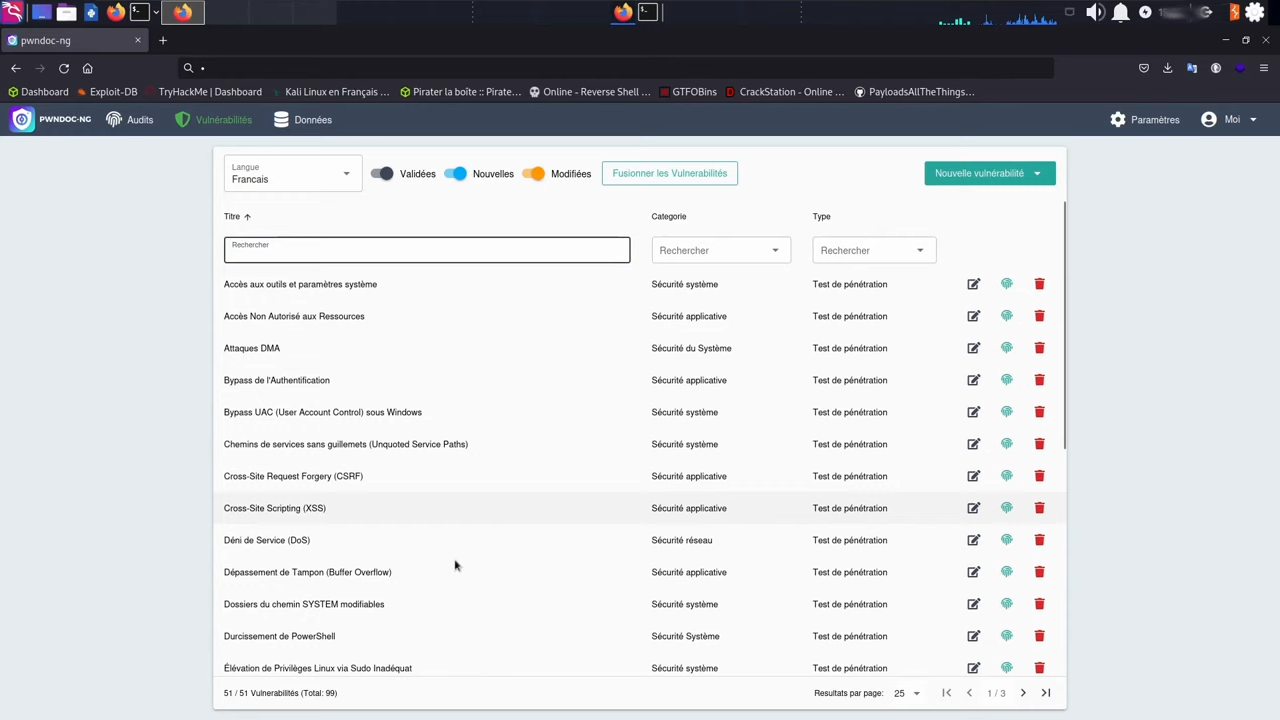 pwndoc-ng
Dashboard
Exploit-DB
TryHackMe | Dashboard
Kali Linux en Français ...
Pirater la boîte :: Pirate...
Online - Reverse Shell ...
GTFOBins
CrackStation - Online ...
PayloadsAllTheThings...
PWNDOC-NG
Audits
Vulnérabilités
Données
Paramètres
Moi
Langue
Francais
Validées
Nouvelles
Modifiées
Fusionner les Vulnerabilités
Nouvelle vulnérabilité
Titre Categorie Type
Rechercher Rechercher Rechercher
Accès aux outils et paramètres système Sécurité système Test de pénétration
Accès Non Autorisé aux Ressources Sécurité applicative Test de pénétration
Attaques DMA Sécurité du Système Test de pénétration
Bypass de l'Authentification Sécurité applicative Test de pénétration
Bypass UAC (User Account Control) sous Windows Sécurité système Test de pénétration
Chemins de services sans guillemets (Unquoted Service Paths) Sécurité système Test de pénétration
Cross-Site Request Forgery (CSRF) Sécurité applicative Test de pénétration
Cross-Site Scripting (XSS) Sécurité applicative Test de pénétration
Déni de Service (DoS) Sécurité réseau Test de pénétration
Dépassement de Tampon (Buffer Overflow) Sécurité applicative Test de pénétration
Dossiers du chemin SYSTEM modifiables Sécurité système Test de pénétration
Durcissement de PowerShell Sécurité Système Test de pénétration
Élévation de Privilèges Linux via Sudo Inadéquat Sécurité système Test de pénétration
51 / 51 Vulnerabilités (Total: 99) Resultats par page: 25 1 / 3